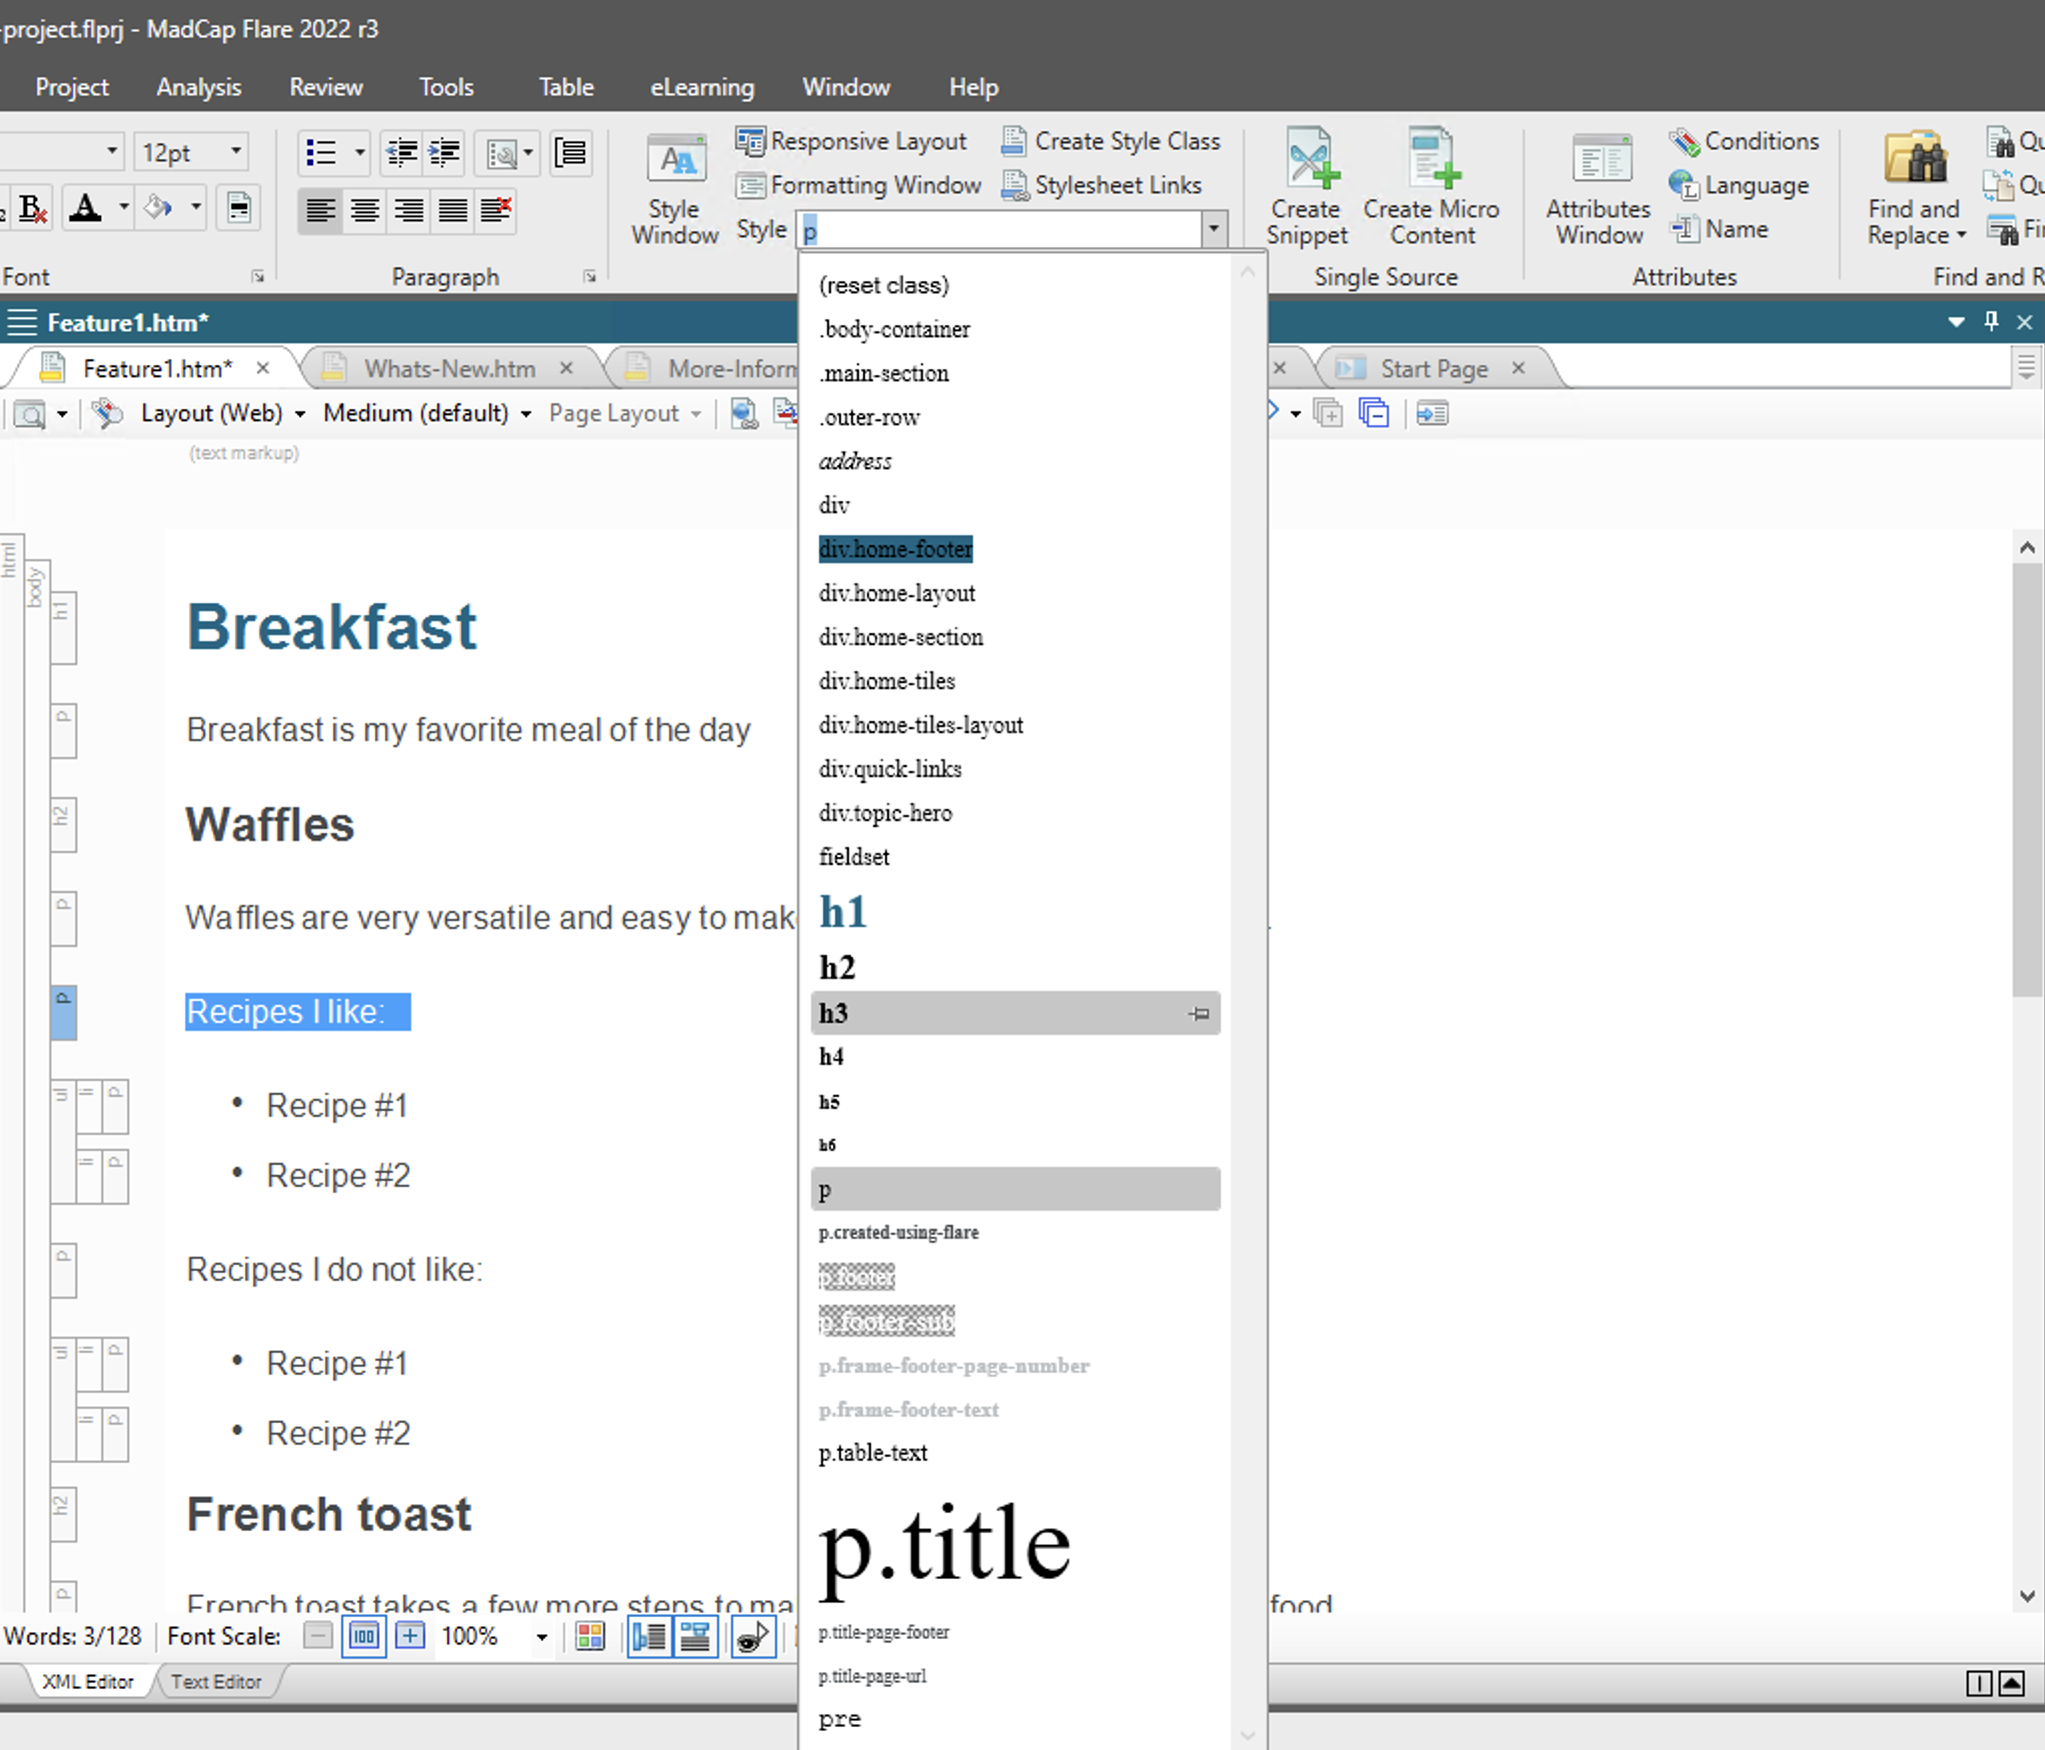 -project.flprj - MadCap Flare 2022 r3
Project Analysis Review Tools Table eLearning Window Help
12pt
Style Window
Responsive Layout
Formatting Window
Create Style Class
Stylesheet Links
Style p
Create Snippet
Create Micro Content
Attributes Window
Conditions
Language
Name
Find and Replace
Font
Paragraph
Single Source
Attributes
Find and R
Feature1.htm*
Feature1.htm* Whats-New.htm More-Inform Start Page
Layout (Web) Medium (default) Page Layout
(text markup)
html
body
h1
Breakfast
p
Breakfast is my favorite meal of the day
h2
Waffles
p
Waffles are very versatile and easy to mak
p
Recipes I like:
ul li p
• Recipe #1
li p
• Recipe #2
p
Recipes I do not like:
ul li p
• Recipe #1
li p
• Recipe #2
h2
French toast
p
French toast takes a few more steps to ma
food
(reset class)
.body-container
.main-section
.outer-row
address
div
div.home-footer
div.home-layout
div.home-section
div.home-tiles
div.home-tiles-layout
div.quick-links
div.topic-hero
fieldset
h1
h2
h3
h4
h5
h6
p
p.created-using-flare
p.footer
p.footer-sub
p.frame-footer-page-number
p.frame-footer-text
p.table-text
p.title
p.title-page-footer
p.title-page-url
pre
Words: 3/128 Font Scale: 100 100%
XML Editor Text Editor